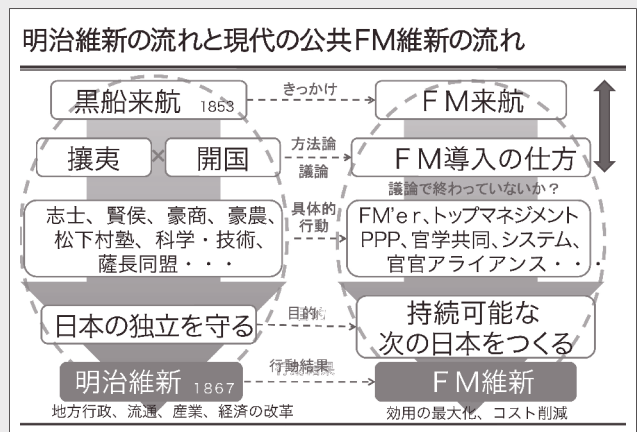 明治維新の流れと現代の公共FM維新の流れ
黒船来航 1853
きっかけ
FM来航
攘夷×開国
方法論
議論
FM導入の仕方
議論で終わっていないか？
志士、賢侯、豪商、豪農、
松下村塾、科学・技術、
薩長同盟・・・
具体的
行動
FM'er、トップマネジメント
PPP、官学共同、システム、
官官アライアンス・・・
日本の独立を守る
目的
持続可能な
次の日本をつくる
明治維新 1867
行動結果
FM維新
地方行政、流通、産業、経済の改革
効用の最大化、コスト削減